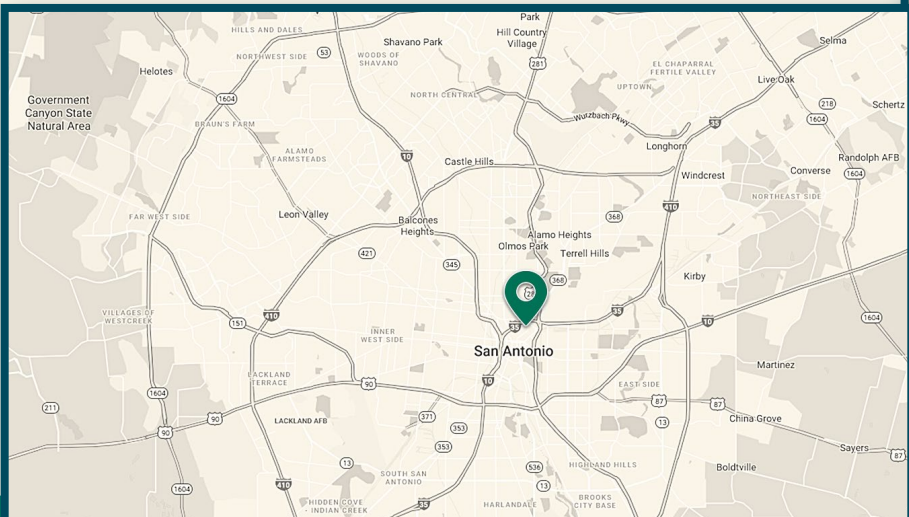 Park
HILLS AND DALES
Hill Country
Village
Shavano Park
Selma
53
NORTHWEST SIDE
WOODS OF
SHAVANO
281
EL CHAPARRAL
FERTILE VALLEY
Helotes
Live Oak
UPTOWN
Government
Canyon State
Natural Area
1604
NORTH CENTRAL
218
Schertz
1604
Wurzbach Pkwy
35
BRAUN'S FARM
Longhorn
ALAMO
FARMSTEADS
10
Castle Hills
Randolph AFB
Windcrest
Converse
1604
NORTHEAST SIDE
410
FAR WEST SIDE
Leon Valley
Balcones
Heights
368
Alamo Heights
Olmos Park
Terrell Hills
421
345
368
Kirby
28
VILLAGES OF
WESTCREEK
410
151
35
35
10
1604
INNER
WEST SIDE
San Antonio
Martinez
LACKLAND
TERRACE
90
10
EAST SIDE
1604
211
87
87
90
371
LACKLAND AFB
13
China Grove
90
353
353
Sayers
87
13
SOUTH SAN
ANTONIO
536
HIGHLAND HILLS
Boldtville
410
1604
13
35
HIDDEN COVE
- INDIAN CREEK
HARLANDALE
BROOKS
CITY BASE